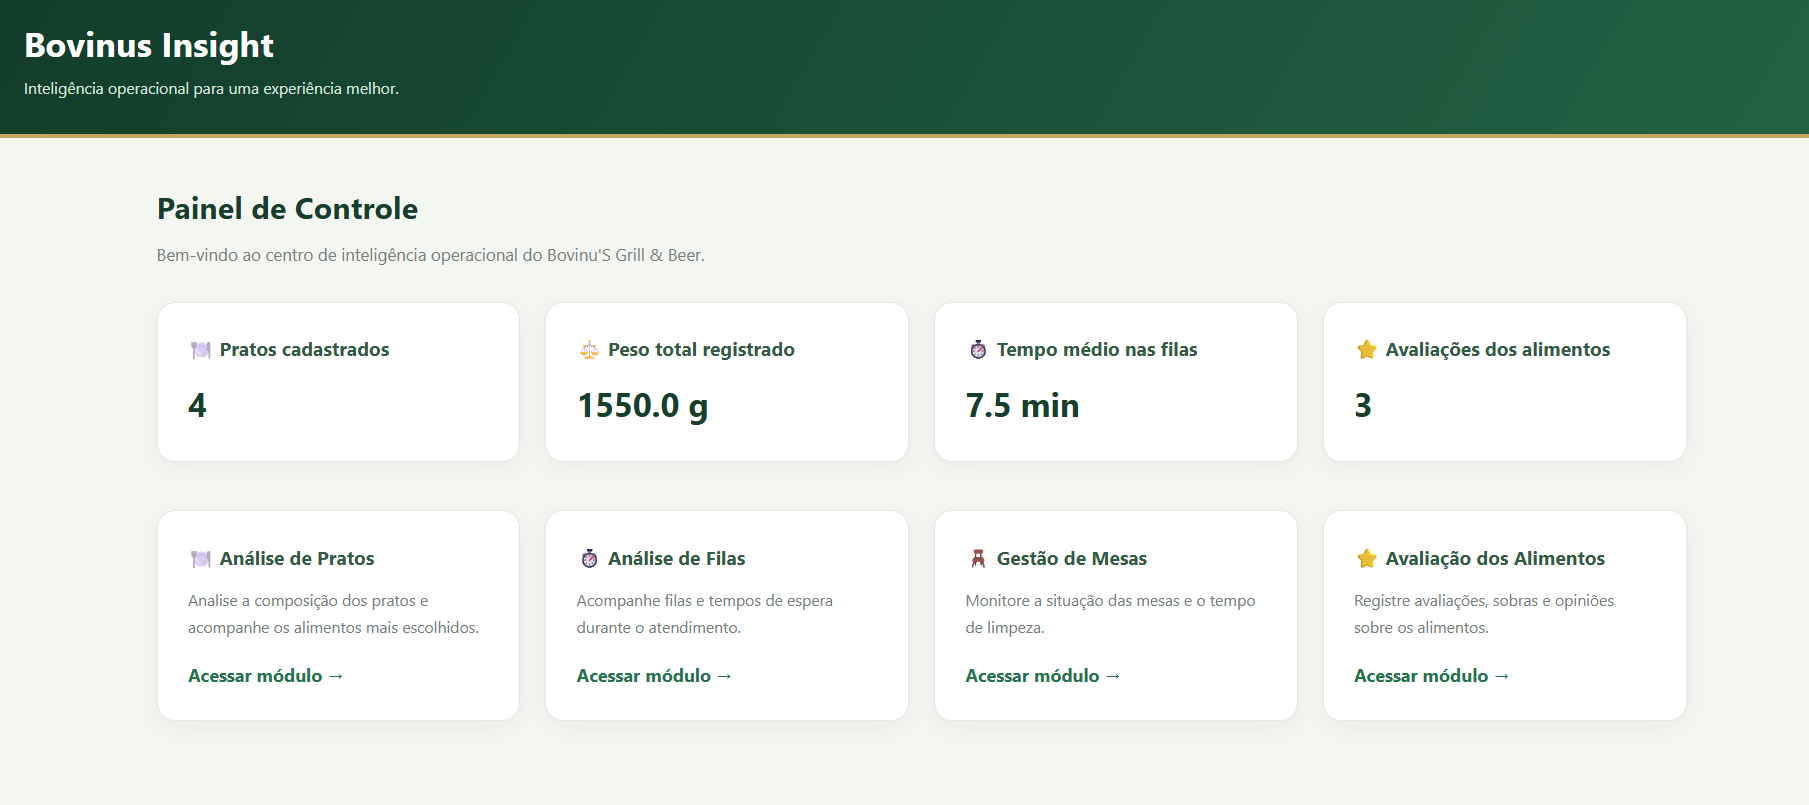 Bovinus Insight
Inteligência operacional para uma experiência melhor.
Painel de Controle
Bem-vindo ao centro de inteligência operacional do Bovinu'S Grill & Beer.
Pratos cadastrados
4
Peso total registrado
1550.0 g
Tempo médio nas filas
7.5 min
Avaliações dos alimentos
3
Análise de Pratos
Analise a composição dos pratos e
acompanhe os alimentos mais escolhidos.
Acessar módulo →
Análise de Filas
Acompanhe filas e tempos de espera
durante o atendimento.
Acessar módulo →
Gestão de Mesas
Monitore a situação das mesas e o tempo
de limpeza.
Acessar módulo →
Avaliação dos Alimentos
Registre avaliações, sobras e opiniões
sobre os alimentos.
Acessar módulo →